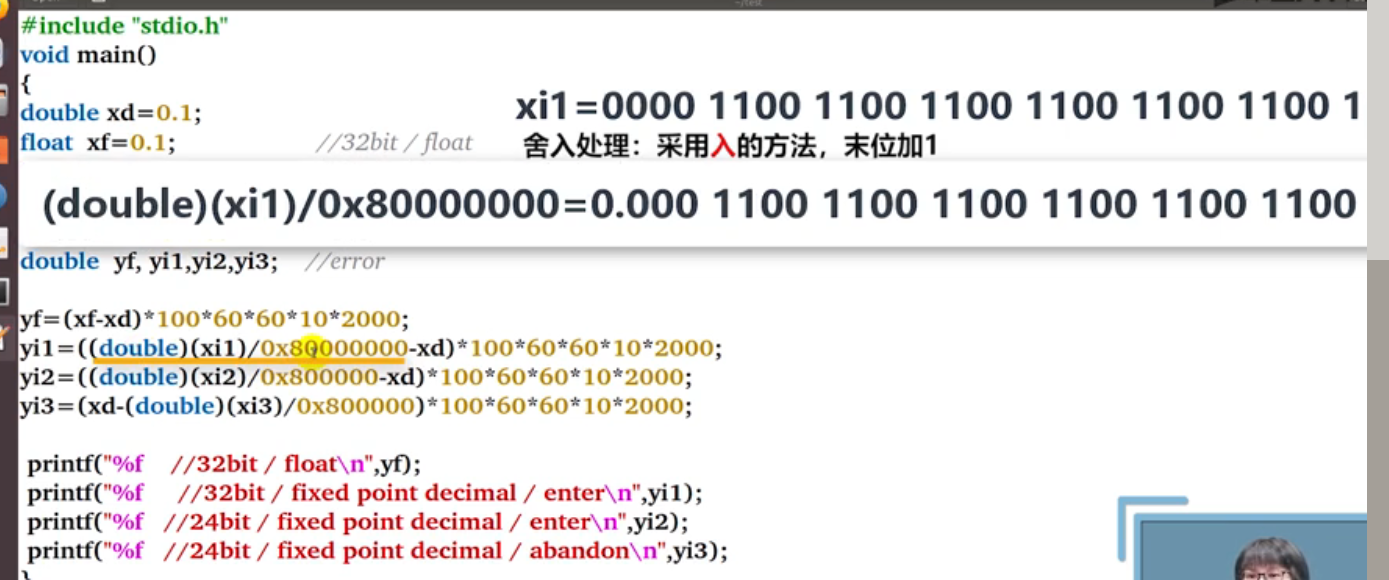 ~/test
#include "stdio.h"
void main()
{
double xd=0.1;
float xf=0.1; //32bit / float
xi1=0000 1100 1100 1100 1100 1100 1100 1
舍入处理：采用入的方法，末位加1
(double)(xi1)/0x80000000=0.000 1100 1100 1100 1100 1100 1100
double yf, yi1,yi2,yi3; //error
yf=(xf-xd)*100*60*60*10*2000;
yi1=((double)(xi1)/0x80000000-xd)*100*60*60*10*2000;
yi2=((double)(xi2)/0x800000-xd)*100*60*60*10*2000;
yi3=(xd-(double)(xi3)/0x800000)*100*60*60*10*2000;
printf("%f //32bit / float\n",yf);
printf("%f //32bit / fixed point decimal / enter\n",yi1);
printf("%f //24bit / fixed point decimal / enter\n",yi2);
printf("%f //24bit / fixed point decimal / abandon\n",yi3);
}